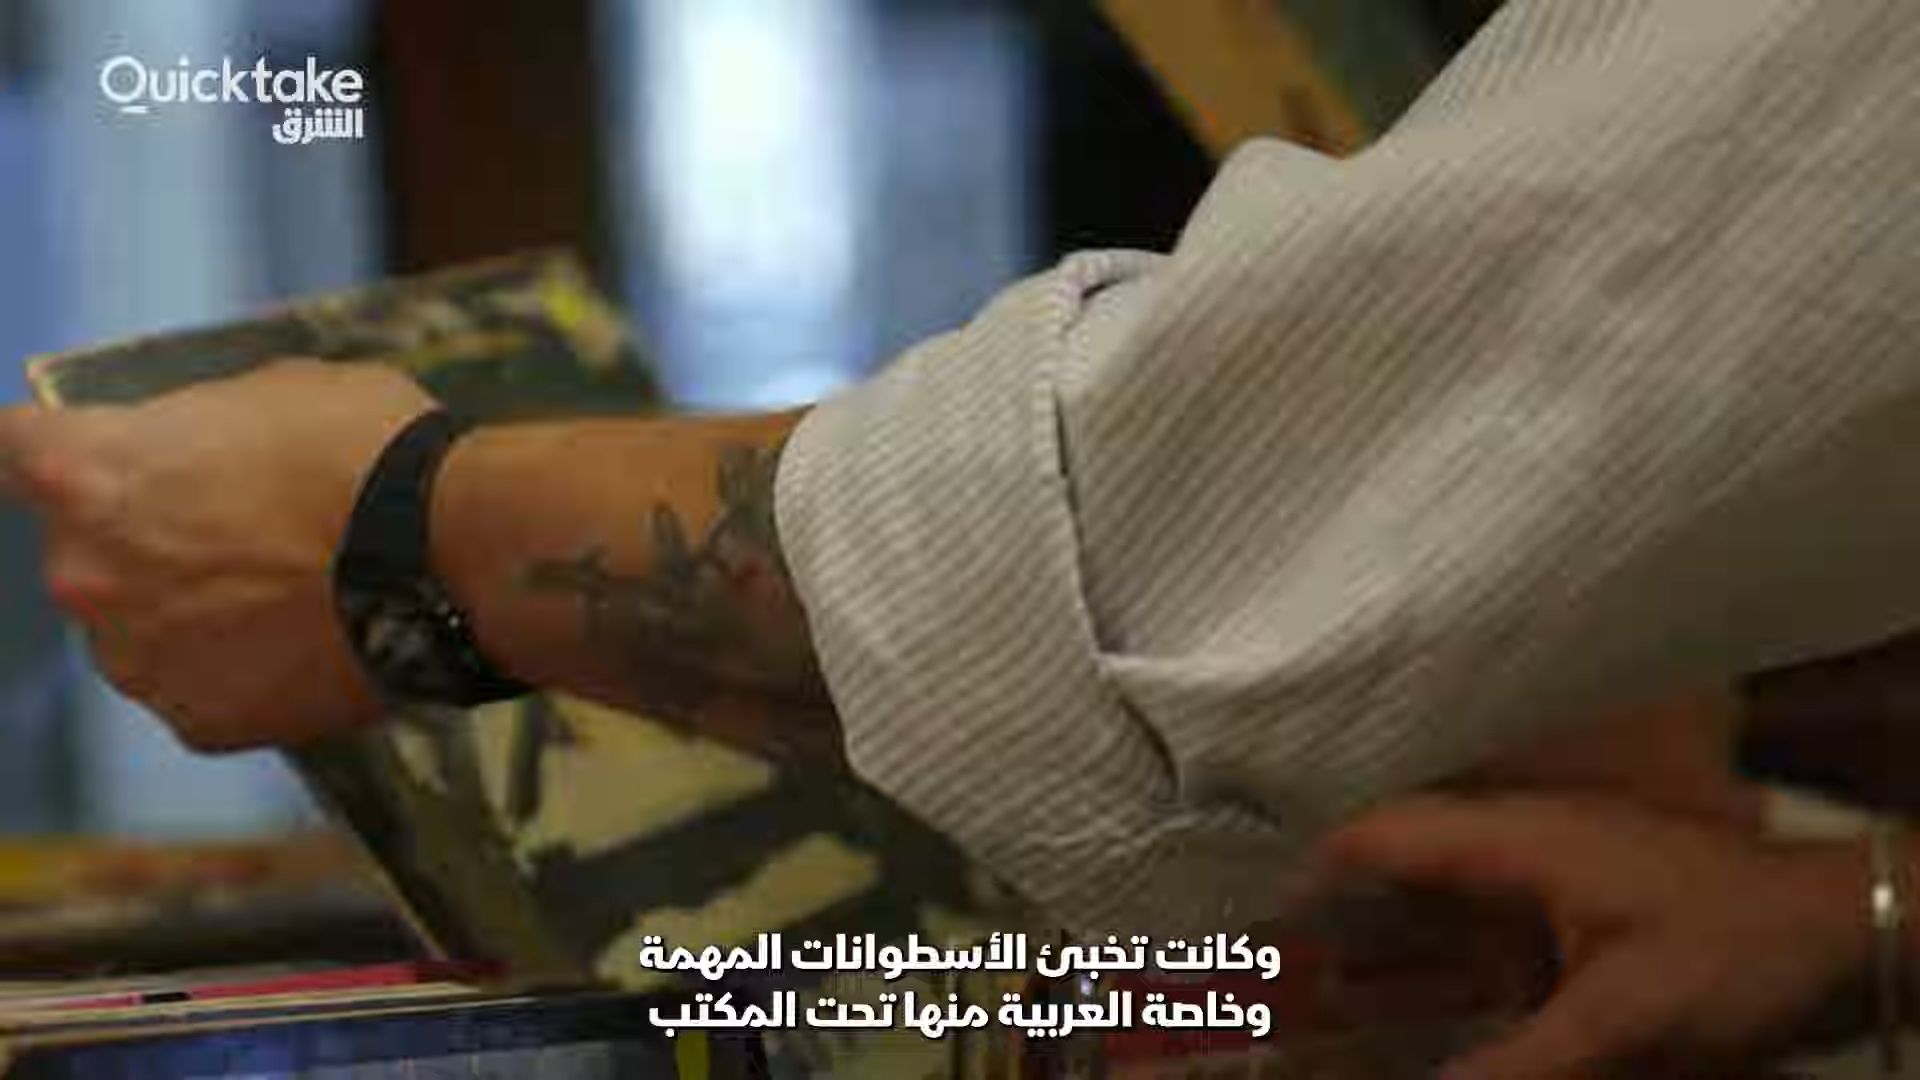 Quicktake
الشرق
وكانت تخبئ الأسطوانات المهمة
وخاصة العربية منها تحت المكتب